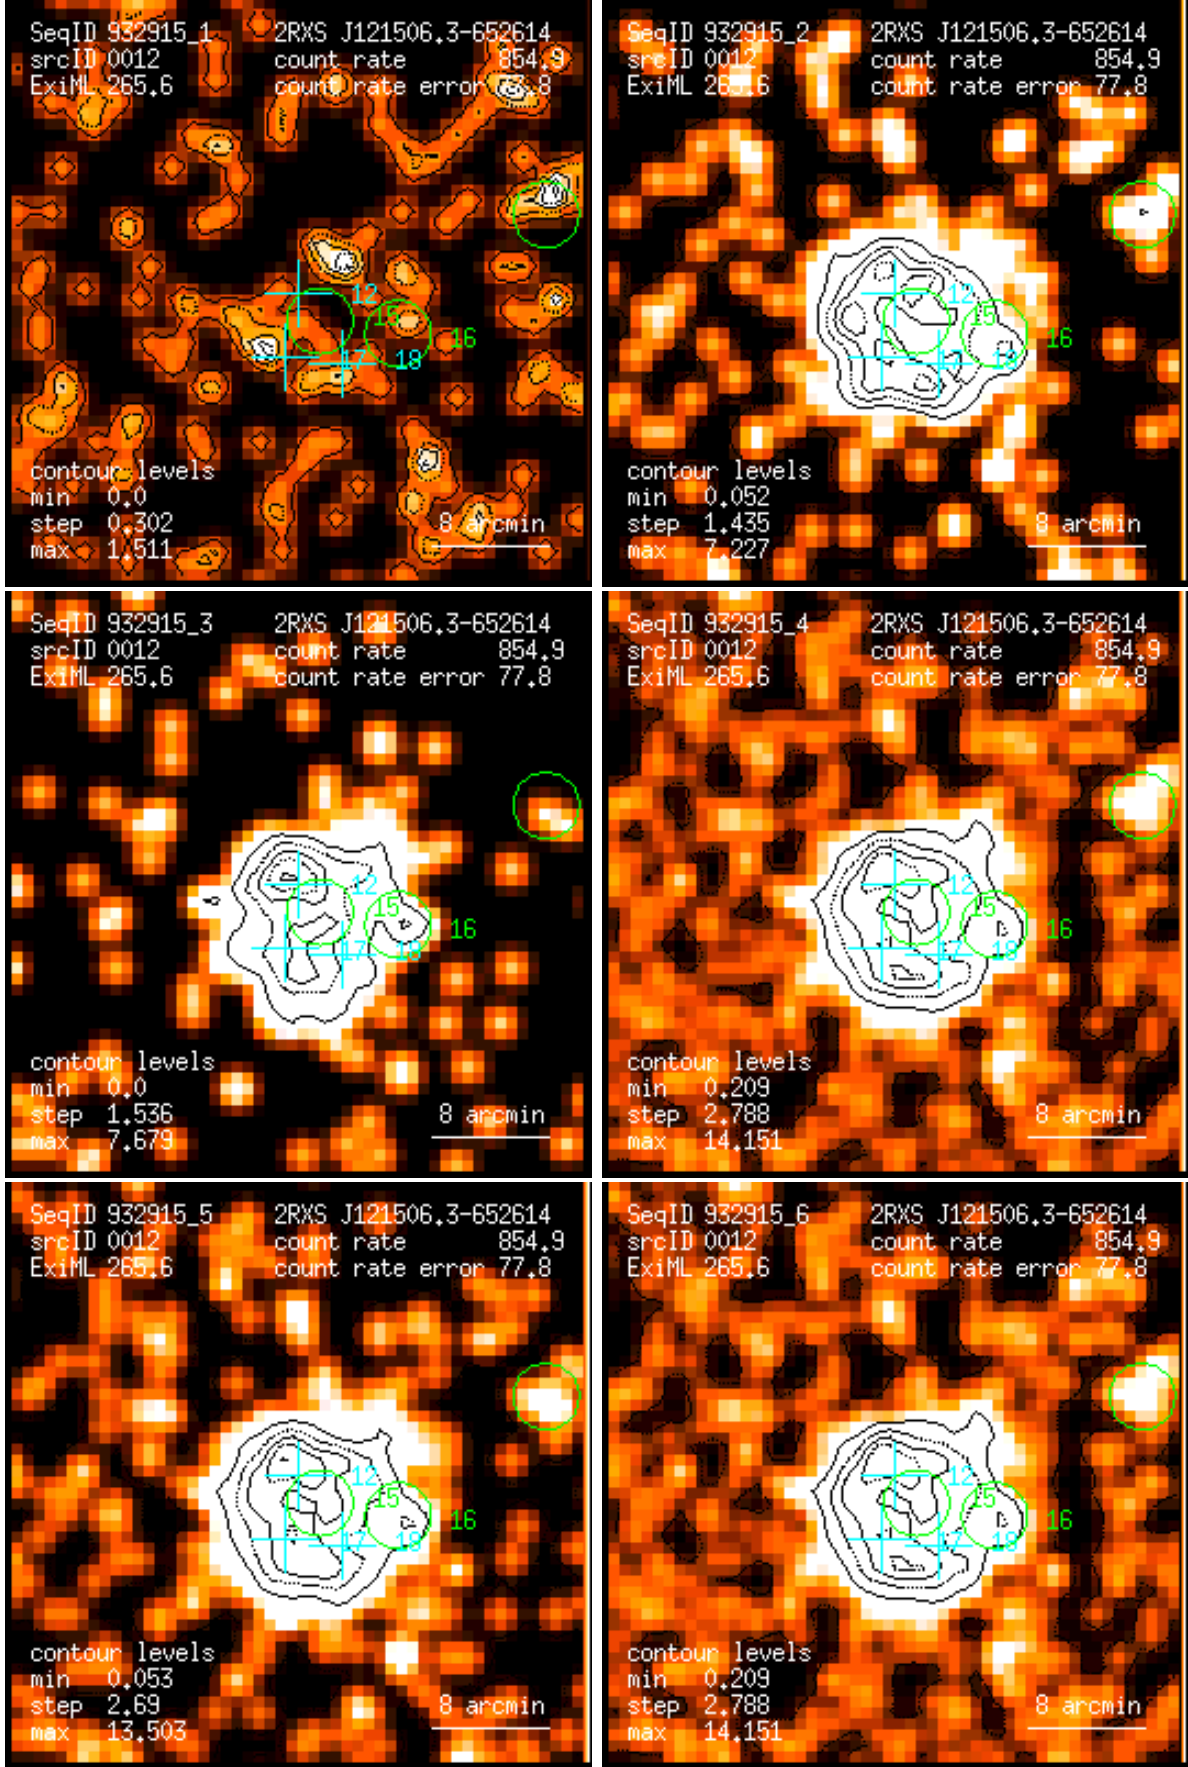 SeqID 932915_1 2RXS J121506.3-652614
srcID 0012 count rate 854.9
ExiML 265.6 count rate error 77.8
12
15
16
17 18
contour levels
min 0.0
step 0.302
max 1.511
8 arcmin
SeqID 932915_2 2RXS J121506.3-652614
srcID 0012 count rate 854.9
ExiML 265.6 count rate error 77.8
12
15
16
17 18
contour levels
min 0.052
step 1.435
max 7.227
8 arcmin
SeqID 932915_3 2RXS J121506.3-652614
srcID 0012 count rate 854.9
ExiML 265.6 count rate error 77.8
12
15
16
17 18
contour levels
min 0.0
step 1.536
max 7.679
8 arcmin
SeqID 932915_4 2RXS J121506.3-652614
srcID 0012 count rate 854.9
ExiML 265.6 count rate error 77.8
12
15
16
17 18
contour levels
min 0.209
step 2.788
max 14.151
8 arcmin
SeqID 932915_5 2RXS J121506.3-652614
srcID 0012 count rate 854.9
ExiML 265.6 count rate error 77.8
12
15
16
17 18
contour levels
min 0.053
step 2.69
max 13.503
8 arcmin
SeqID 932915_6 2RXS J121506.3-652614
srcID 0012 count rate 854.9
ExiML 265.6 count rate error 77.8
12
15
16
17 18
contour levels
min 0.209
step 2.788
max 14.151
8 arcmin